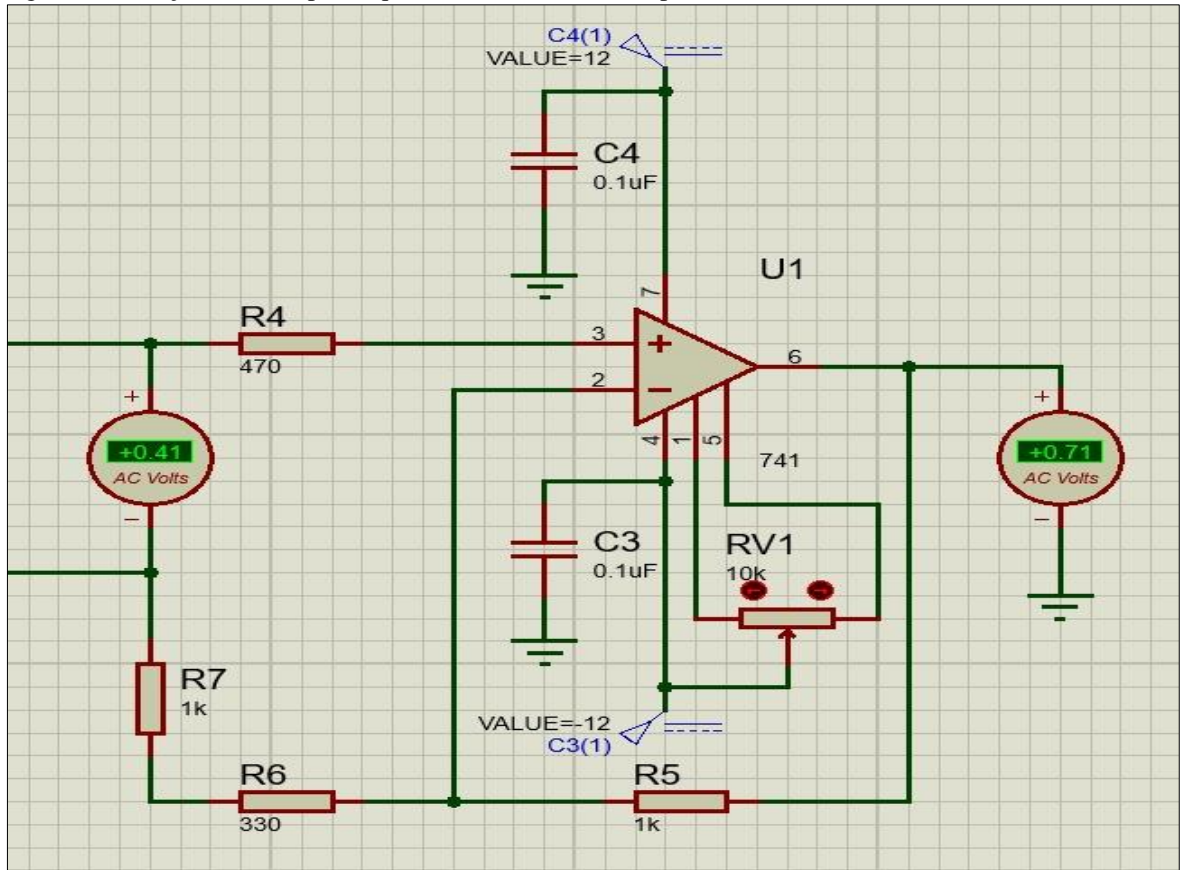 C4(1)
VALUE=12
C4
0.1uF
U1
7
R4
470
3
2
6
+
−
+
+0.41
AC Volts
−
4
1
5
741
+
+0.71
AC Volts
−
C3
0.1uF
RV1
10k
R7
1k
VALUE=-12
C3(1)
R6
330
R5
1k